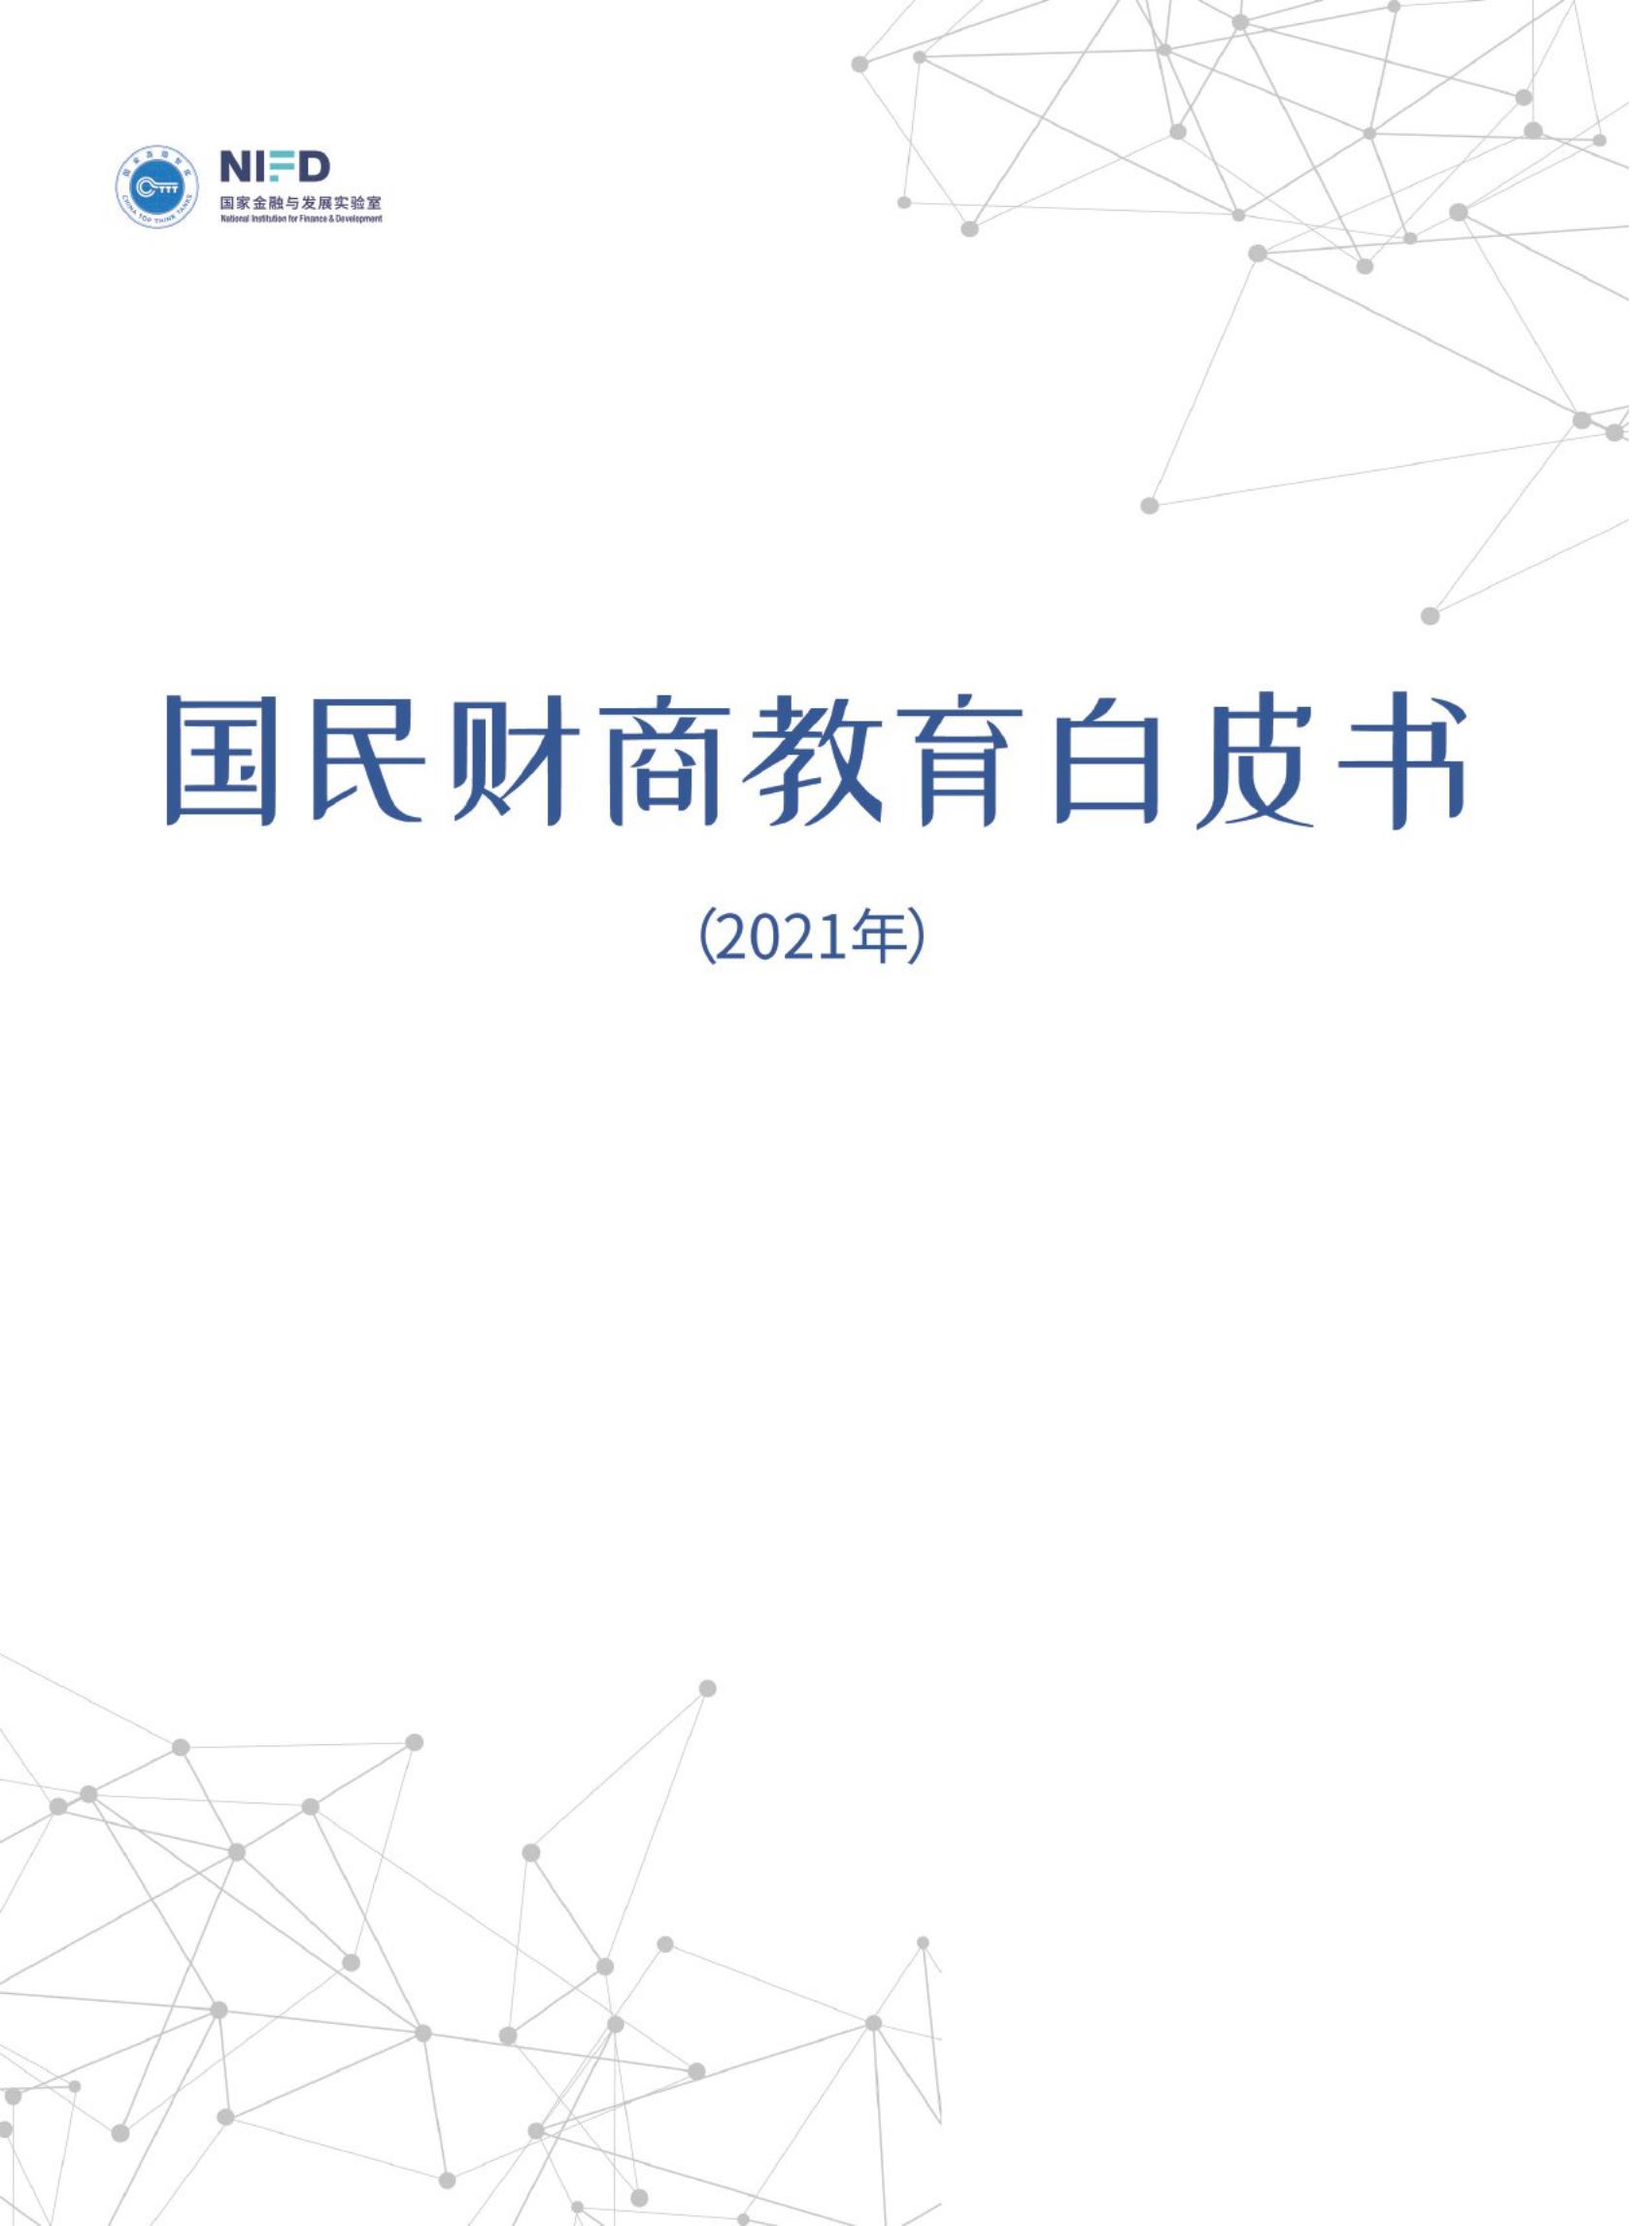 国家高端智库
CHINA TOP THINK TANKS
NIFD
国家金融与发展实验室
National Institution for Finance & Development
国民财商教育白皮书
（2021年）